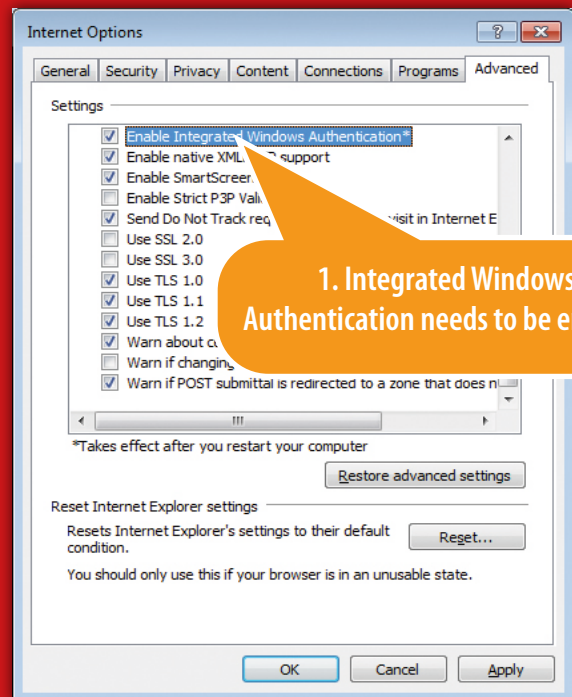 Internet Options
General Security Privacy Content Connections Programs Advanced
Settings
Enable Integrated Windows Authentication*
Enable native XML support
Enable
Enable Strict P3P
Send Do Not Track visit in Internet E
Use SSL 2.0
Use SSL 3.0
Use TLS 1.0
Use TLS 1.1
Use TLS 1.2
Warn about
Warn if changing
Warn if POST submittal is redirected to a zone that does n
1. Integrated Windows
Authentication needs to be e
*Takes effect after you restart your computer
Restore advanced settings
Reset Internet Explorer settings
Resets Internet Explorer's settings to their default
condition.
Reset...
You should only use this if your browser is in an unusable state.
OK Cancel Apply